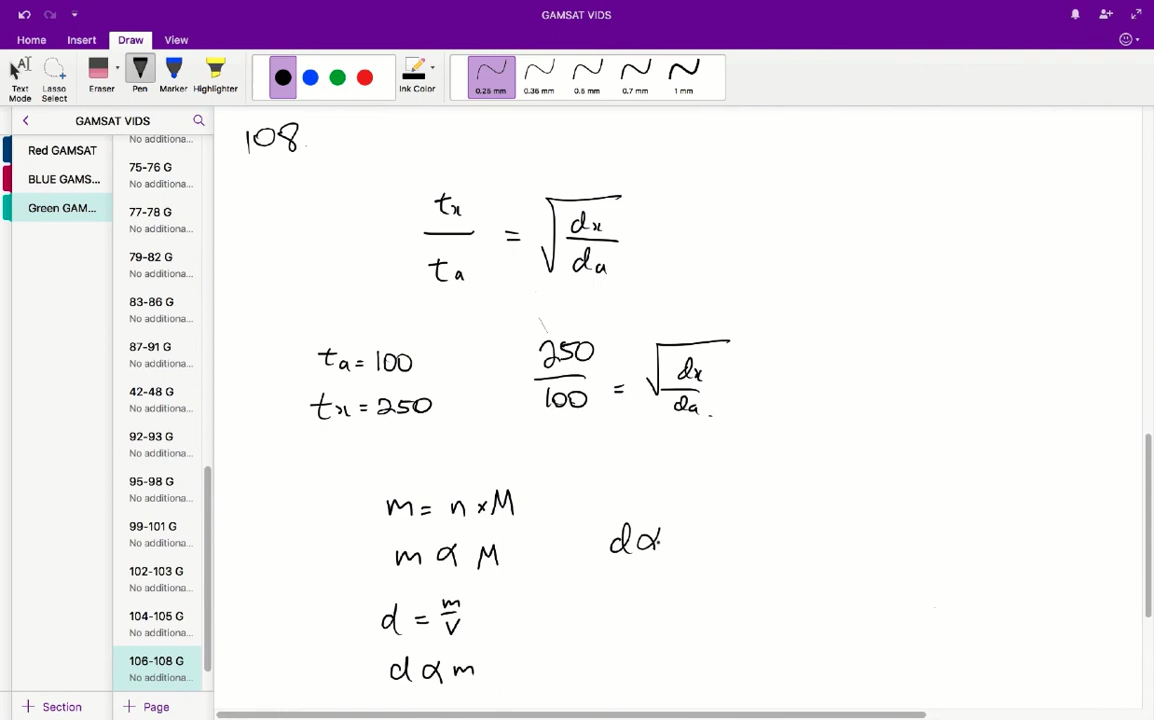 GAMSAT VIDS
Home Insert Draw View
Text Mode
Lasso Select
Eraser
Pen
Marker
Highlighter
Ink Color
0.25 mm
0.35 mm
0.5 mm
0.7 mm
1 mm
GAMSAT VIDS
Red GAMSAT
BLUE GAMS...
Green GAM...
No additiona...
75-76 G
No additiona...
77-78 G
No additiona...
79-82 G
No additiona...
83-86 G
No additiona...
87-91 G
No additiona...
42-48 G
No additiona...
92-93 G
No additiona...
95-98 G
No additiona...
99-101 G
No additiona...
102-103 G
No additiona...
104-105 G
No additiona...
106-108 G
No additiona...
+ Section
+ Page
108.
tx / ta = √(dx / da)
ta = 100
tx = 250
250 / 100 = √(dx / da)
m = n × M
m ∝ M
d = m / V
d ∝ m
d ∝